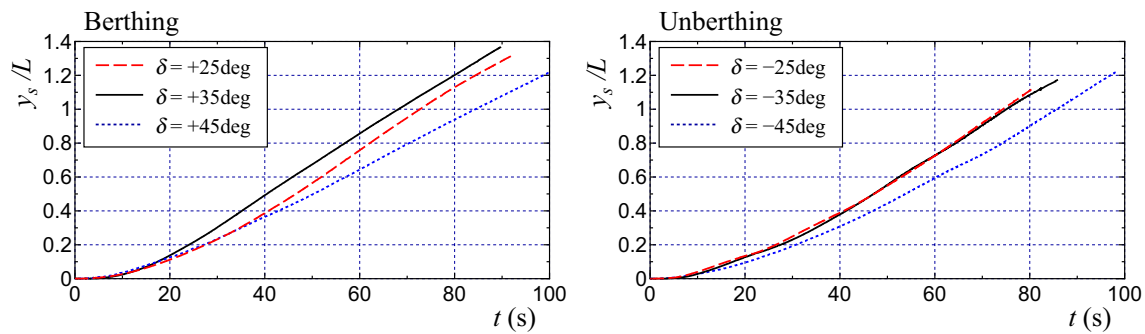 Berthing
y_s/L
1.4
1.2
1
0.8
0.6
0.4
0.2
0
δ = +25deg
δ = +35deg
δ = +45deg
0 20 40 60 80 100
t (s)
Unberthing
y_s/L
1.4
1.2
1
0.8
0.6
0.4
0.2
0
δ = −25deg
δ = −35deg
δ = −45deg
0 20 40 60 80 100
t (s)